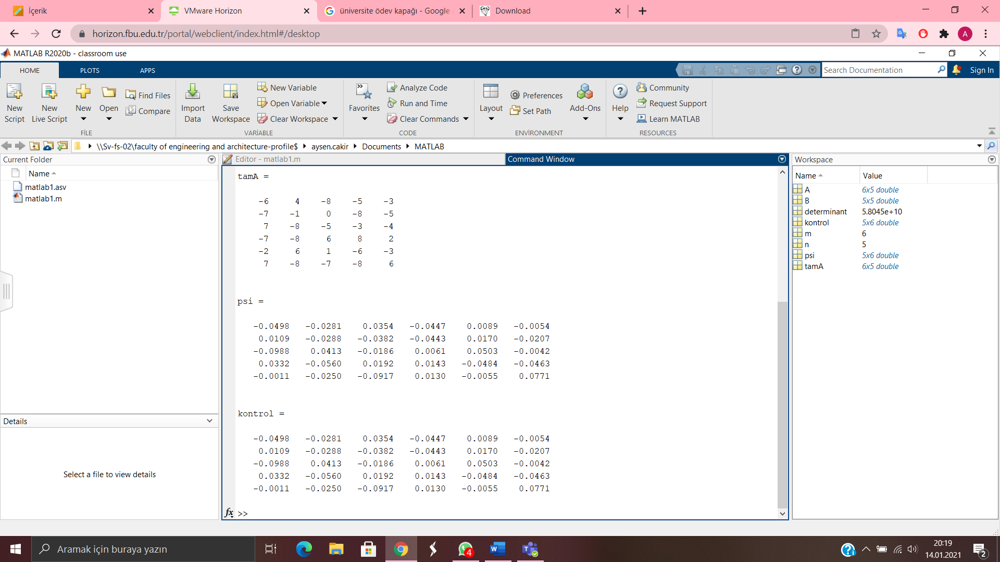 İçerik
VMware Horizon
üniversite ödev kapağı - Google
Download
horizon.fbu.edu.tr/portal/webclient/index.html#/desktop
A
MATLAB R2020b - classroom use
HOME PLOTS APPS
Search Documentation
Sign In
New Script
New Live Script
New
Open
Find Files
Compare
FİLE
Import Data
Save Workspace
New Variable
Open Variable
Clear Workspace
VARİABLE
Favorites
Analyze Code
Run and Time
Clear Commands
CODE
Layout
Preferences
Set Path
Add-Ons
ENVİRONMENT
Help
Community
Request Support
Learn MATLAB
RESOURCES
\\Sv-fs-02\faculty of engineering and architecture-profile$ aysen.cakir Documents MATLAB
Current Folder
Name
matlab1.asv
matlab1.m
Details
Select a file to view details
Editor - matlab1.m
Command Window
tamA =
-6 4 -8 -5 -3
-7 -1 0 -8 -5
7 -8 -5 -3 -4
-7 -8 6 8 2
-2 6 1 -6 -3
7 -8 -7 -8 6
psi =
-0.0498 -0.0281 0.0354 -0.0447 0.0089 -0.0054
0.0109 -0.0288 -0.0382 -0.0443 0.0170 -0.0207
-0.0988 0.0413 -0.0186 0.0061 0.0503 -0.0042
0.0332 -0.0560 0.0192 0.0143 -0.0484 -0.0463
-0.0011 -0.0250 -0.0917 0.0130 -0.0055 0.0771
kontrol =
-0.0498 -0.0281 0.0354 -0.0447 0.0089 -0.0054
0.0109 -0.0288 -0.0382 -0.0443 0.0170 -0.0207
-0.0988 0.0413 -0.0186 0.0061 0.0503 -0.0042
0.0332 -0.0560 0.0192 0.0143 -0.0484 -0.0463
-0.0011 -0.0250 -0.0917 0.0130 -0.0055 0.0771
fx >>
Workspace
Name Value
A 6x5 double
B 5x5 double
determinant 5.8045e+10
kontrol 5x6 double
m 6
n 5
psi 5x6 double
tamA 6x5 double
Aramak için buraya yazın
4
20:19
14.01.2021
2